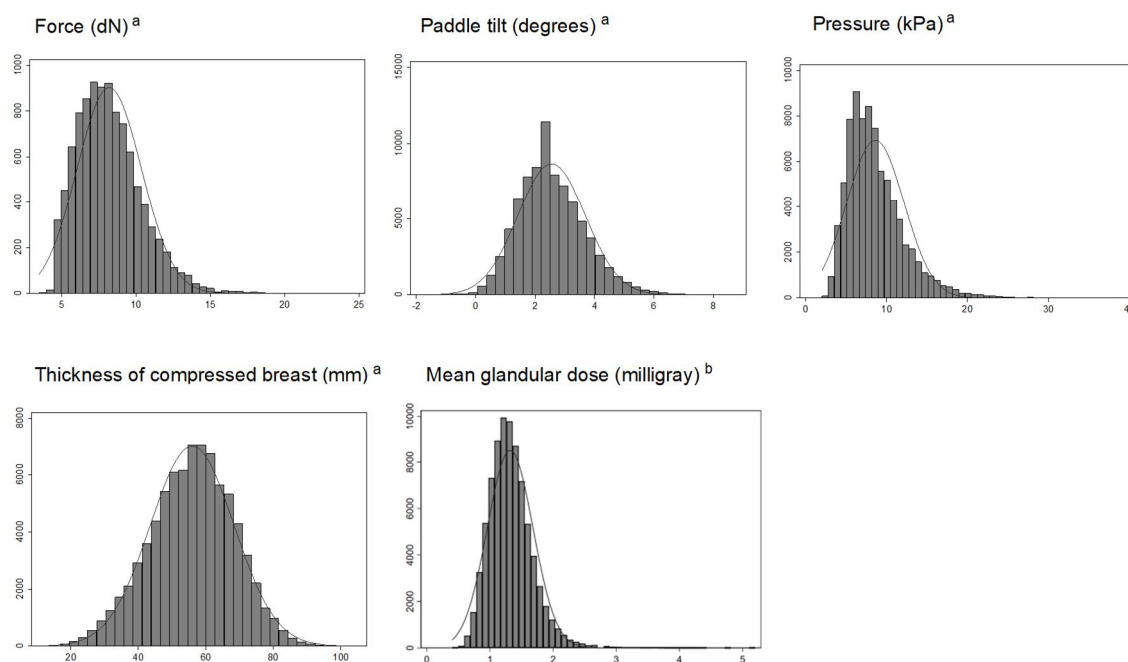 Force (dN) a
Paddle tilt (degrees) a
Pressure (kPa) a
0 200 400 600 800 1000
5 10 15 20 25
0 5000 10000 15000
-2 0 2 4 6 8
0 2000 4000 6000 8000 10000
0 10 20 30 40
Thickness of compressed breast (mm) a
Mean glandular dose (milligray) b
0 2000 4000 6000 8000
20 40 60 80 100
0 2000 4000 6000 8000 10000
0 1 2 3 4 5